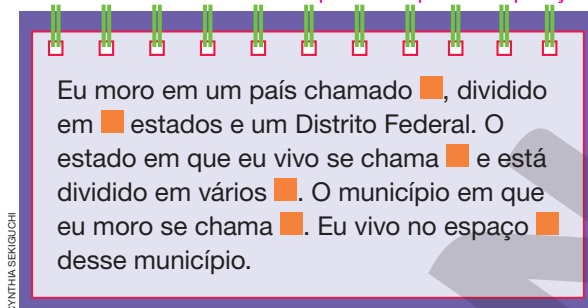 Eu moro em um país chamado , dividido
em estados e um Distrito Federal. O
estado em que eu vivo se chama e está
dividido em vários . O município em que
eu moro se chama . Eu vivo no espaço
desse município.
CYNTHIA SEKIGUCHI